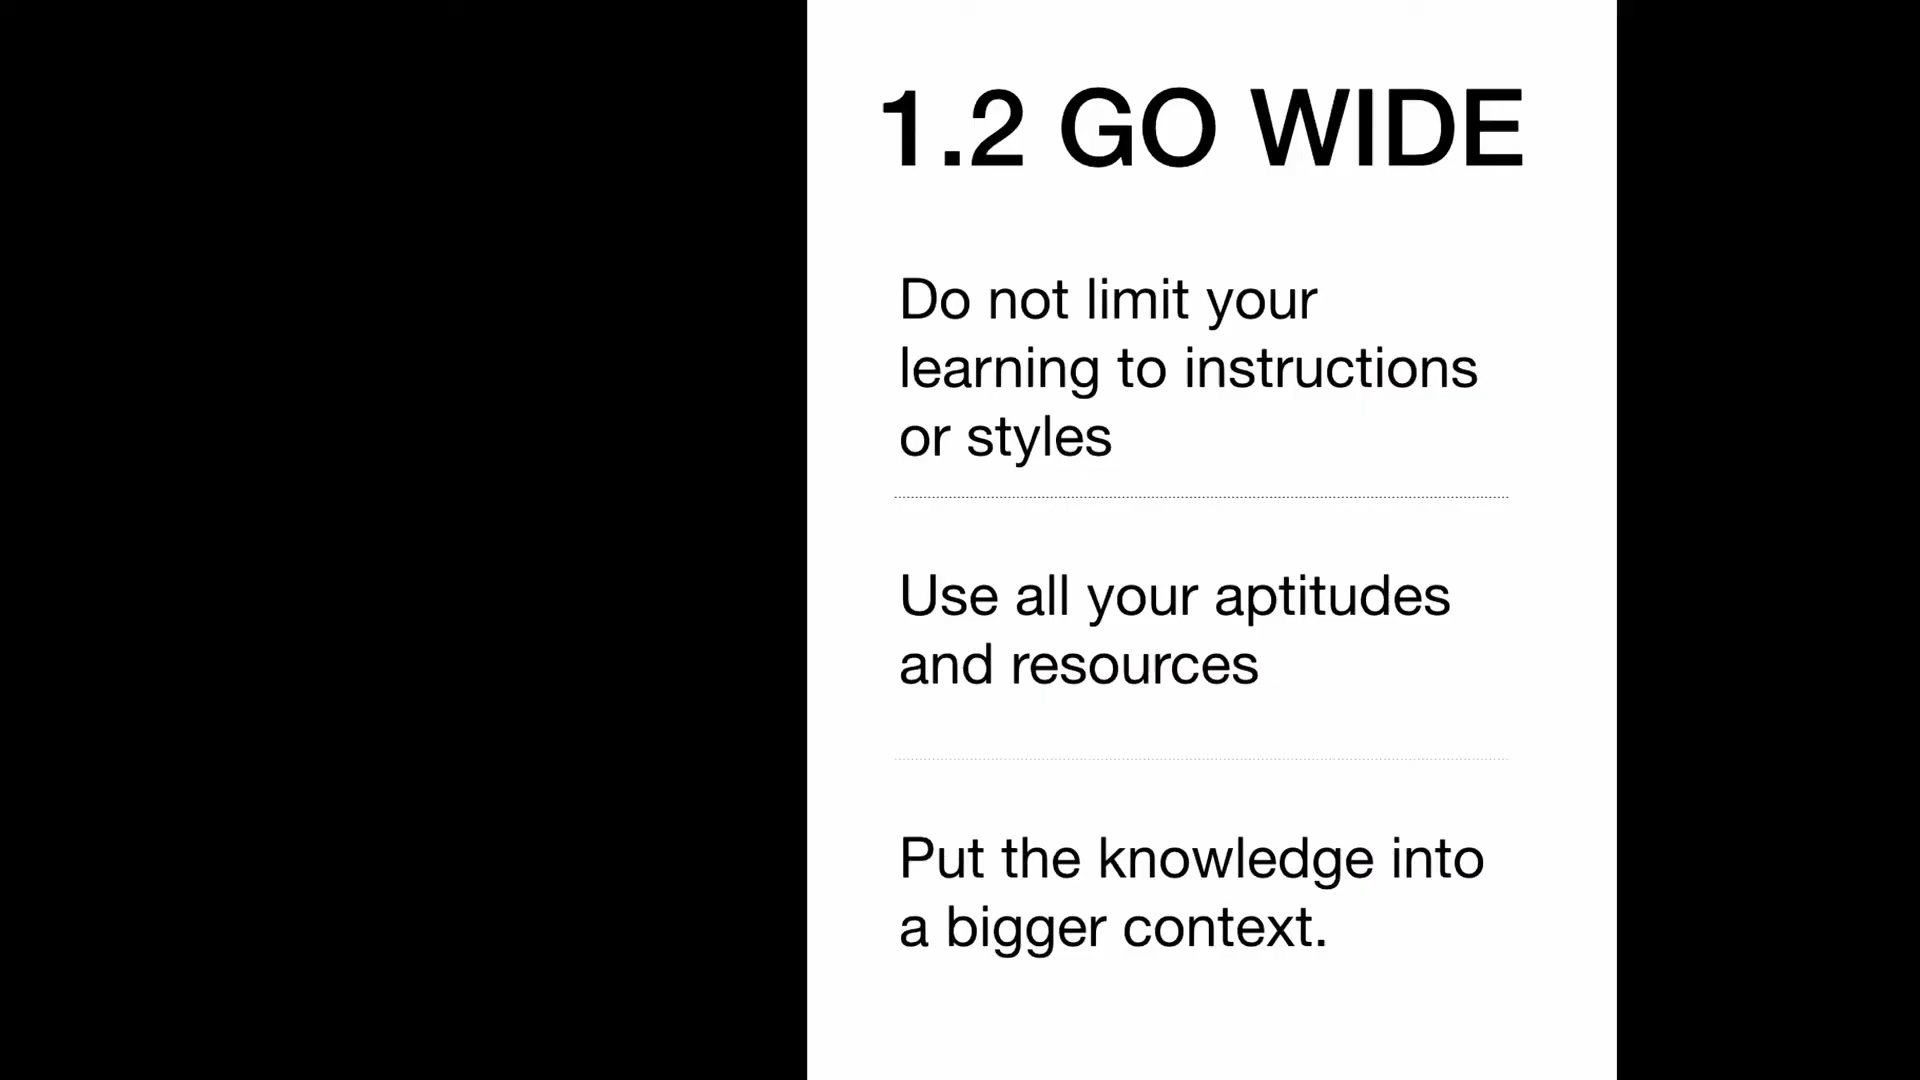 1.2 GO WIDE
Do not limit your
learning to instructions
or styles
Use all your aptitudes
and resources
Put the knowledge into
a bigger context.